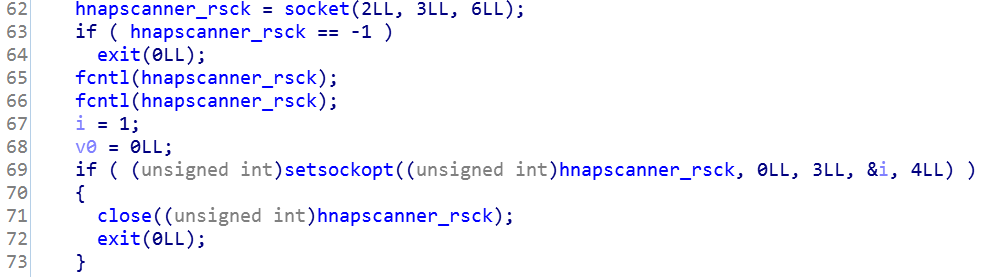 62 hnapscanner_rsck = socket(2LL, 3LL, 6LL);
63 if ( hnapscanner_rsck == -1 )
64 exit(0LL);
65 fcntl(hnapscanner_rsck);
66 fcntl(hnapscanner_rsck);
67 i = 1;
68 v0 = 0LL;
69 if ( (unsigned int)setsockopt((unsigned int)hnapscanner_rsck, 0LL, 3LL, &i, 4LL) )
70 {
71 close((unsigned int)hnapscanner_rsck);
72 exit(0LL);
73 }